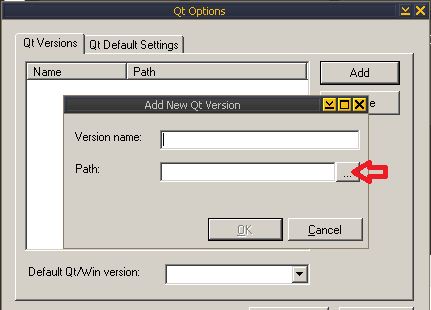 Qt Options
Qt Versions
Qt Default Settings
Name
Path
Add
Add New Qt Version
Version name:
Path:
...
OK
Cancel
Default Qt/Win version: